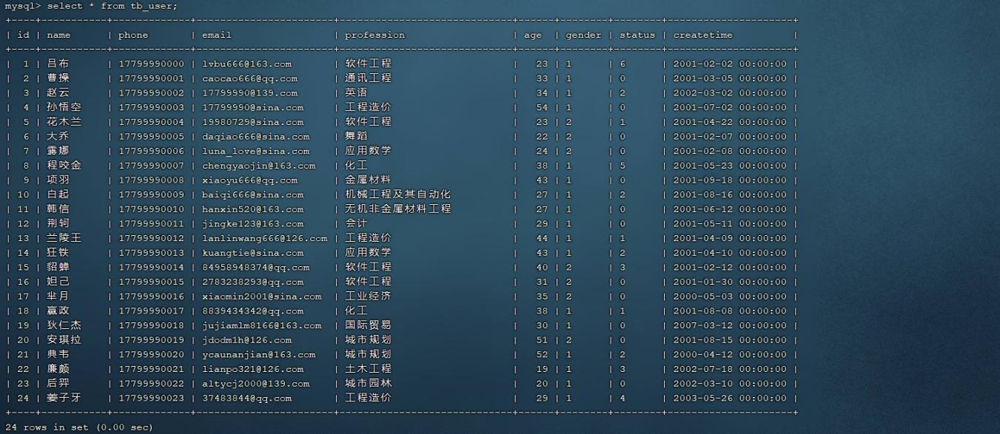 mysql> select * from tb_user;
+----+-----------+-------------+-----------------------+-----------------------------+------+--------+--------+---------------------+
| id | name | phone | email | profession | age | gender | status | createtime |
+----+-----------+-------------+-----------------------+-----------------------------+------+--------+--------+---------------------+
| 1 | 吕布 | 17799990000 | lvbu666@163.com | 软件工程 | 23 | 1 | 6 | 2001-02-02 00:00:00 |
| 2 | 曹操 | 17799990001 | caocao666@qq.com | 通讯工程 | 33 | 1 | 0 | 2001-03-05 00:00:00 |
| 3 | 赵云 | 17799990002 | 17799990@139.com | 英语 | 34 | 1 | 2 | 2002-03-02 00:00:00 |
| 4 | 孙悟空 | 17799990003 | 17799990@sina.com | 工程造价 | 54 | 1 | 0 | 2001-07-02 00:00:00 |
| 5 | 花木兰 | 17799990004 | 19980729@sina.com | 软件工程 | 23 | 2 | 1 | 2001-04-22 00:00:00 |
| 6 | 大乔 | 17799990005 | daqiao666@sina.com | 舞蹈 | 22 | 2 | 0 | 2001-02-07 00:00:00 |
| 7 | 露娜 | 17799990006 | luna_love@sina.com | 应用数学 | 24 | 2 | 0 | 2001-02-08 00:00:00 |
| 8 | 程咬金 | 17799990007 | chengyaojin@163.com | 化工 | 38 | 1 | 5 | 2001-05-23 00:00:00 |
| 9 | 项羽 | 17799990008 | xiaoyu666@qq.com | 金属材料 | 43 | 1 | 0 | 2001-09-18 00:00:00 |
| 10 | 白起 | 17799990009 | baiqi666@sina.com | 机械工程及其自动化 | 27 | 1 | 2 | 2001-08-16 00:00:00 |
| 11 | 韩信 | 17799990010 | hanxin520@163.com | 无机非金属材料工程 | 27 | 1 | 0 | 2001-06-12 00:00:00 |
| 12 | 荆轲 | 17799990011 | jingke123@163.com | 会计 | 29 | 1 | 0 | 2001-05-11 00:00:00 |
| 13 | 兰陵王 | 17799990012 | lanlinwang666@126.com | 工程造价 | 44 | 1 | 1 | 2001-04-09 00:00:00 |
| 14 | 狂铁 | 17799990013 | kuangtie@sina.com | 应用数学 | 43 | 1 | 2 | 2001-04-10 00:00:00 |
| 15 | 貂蝉 | 17799990014 | 84958948374@qq.com | 软件工程 | 40 | 2 | 3 | 2001-02-12 00:00:00 |
| 16 | 妲己 | 17799990015 | 2783238293@qq.com | 软件工程 | 31 | 2 | 0 | 2001-01-30 00:00:00 |
| 17 | 芈月 | 17799990016 | xiaomin2001@sina.com | 工业经济 | 35 | 2 | 0 | 2000-05-03 00:00:00 |
| 18 | 嬴政 | 17799990017 | 8839434342@qq.com | 化工 | 38 | 1 | 1 | 2001-08-08 00:00:00 |
| 19 | 狄仁杰 | 17799990018 | jujiamlm8166@163.com | 国际贸易 | 30 | 1 | 0 | 2007-03-12 00:00:00 |
| 20 | 安琪拉 | 17799990019 | jdodm1h@126.com | 城市规划 | 51 | 2 | 0 | 2001-08-15 00:00:00 |
| 21 | 典韦 | 17799990020 | ycaunanjian@163.com | 城市规划 | 52 | 1 | 2 | 2000-04-12 00:00:00 |
| 22 | 廉颇 | 17799990021 | lianpo321@126.com | 土木工程 | 19 | 1 | 3 | 2002-07-18 00:00:00 |
| 23 | 后羿 | 17799990022 | altycj2000@139.com | 城市园林 | 20 | 1 | 0 | 2002-03-10 00:00:00 |
| 24 | 姜子牙 | 17799990023 | 37483844@qq.com | 工程造价 | 29 | 1 | 4 | 2003-05-26 00:00:00 |
+----+-----------+-------------+-----------------------+-----------------------------+------+--------+--------+---------------------+
24 rows in set (0.00 sec)